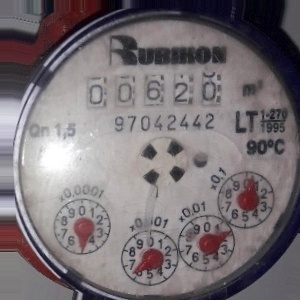 RUBIKON
00620 m³
Qn 1,5
97042442
LT 1-270
1995
90°C
x0,0001
x0,001
x0,01
x0,1